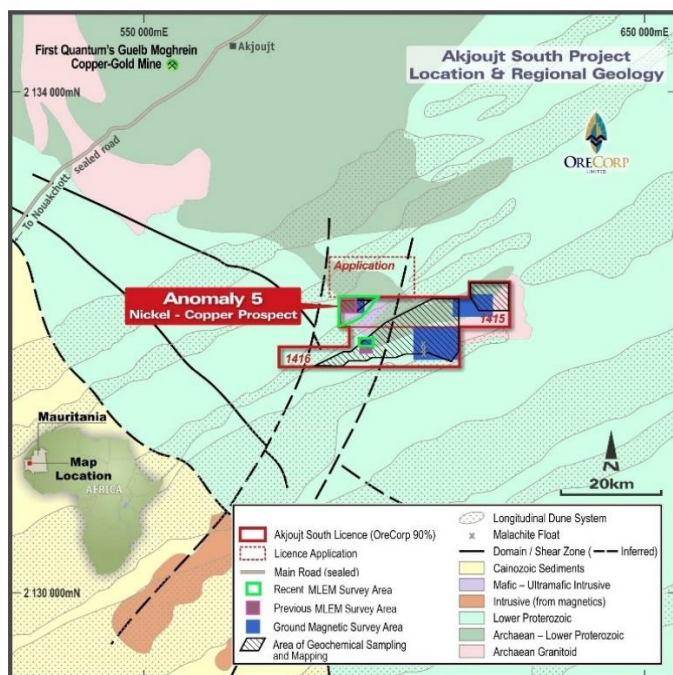 550 000mE
650 000mE
First Quantum's Guelb Moghrein
Copper-Gold Mine
Akjoujt
Akjoujt South Project
Location & Regional Geology
2 134 000mN
ORECORP
LIMITED
To Nouakchott sealed road
Application
Anomaly 5
Nickel - Copper Prospect
1415
1416
Mauritania
Map
Location
AFRICA
N
20km
2 130 000mN
Akjoujt South Licence (OreCorp 90%)
Licence Application
Main Road (sealed)
Recent MLEM Survey Area
Previous MLEM Survey Area
Ground Magnetic Survey Area
Area of Geochemical Sampling
and Mapping
Longitudinal Dune System
x Malachite Float
Domain / Shear Zone ( Inferred)
Cainozoic Sediments
Mafic – Ultramafic Intrusive
Intrusive (from magnetics)
Lower Proterozoic
Archaean – Lower Proterozoic
Archaean Granitoid